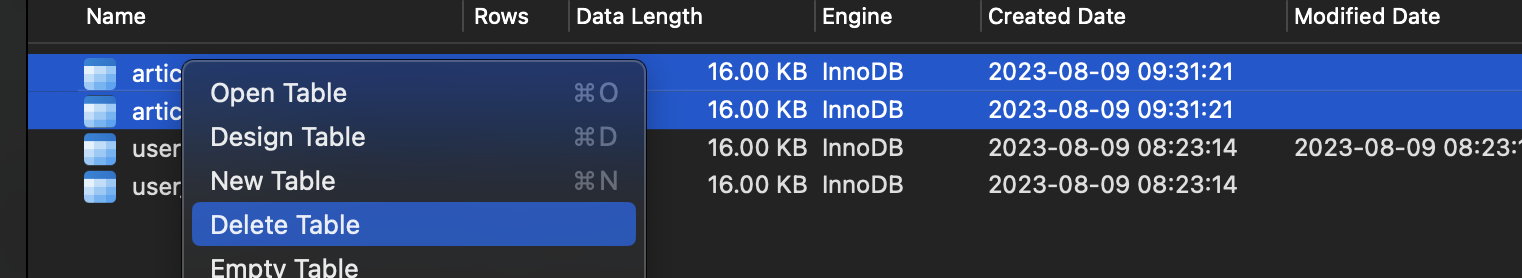 Name Rows Data Length Engine Created Date Modified Date
artic 16.00 KB InnoDB 2023-08-09 09:31:21
Open Table ⌘O
artic 16.00 KB InnoDB 2023-08-09 09:31:21
Design Table ⌘D
user 16.00 KB InnoDB 2023-08-09 08:23:14 2023-08-09 08:23:
New Table ⌘N
user 16.00 KB InnoDB 2023-08-09 08:23:14
Delete Table
Empty Table